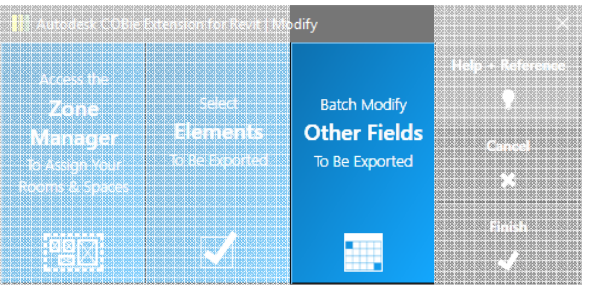 Autodesk COBie Extension for Revit | Modify
Access the
Zone
Manager
To Assign Your
Rooms & Spaces
Select
Elements
To Be Exported
Batch Modify
Other Fields
To Be Exported
Help - Reference
Cancel
Finish